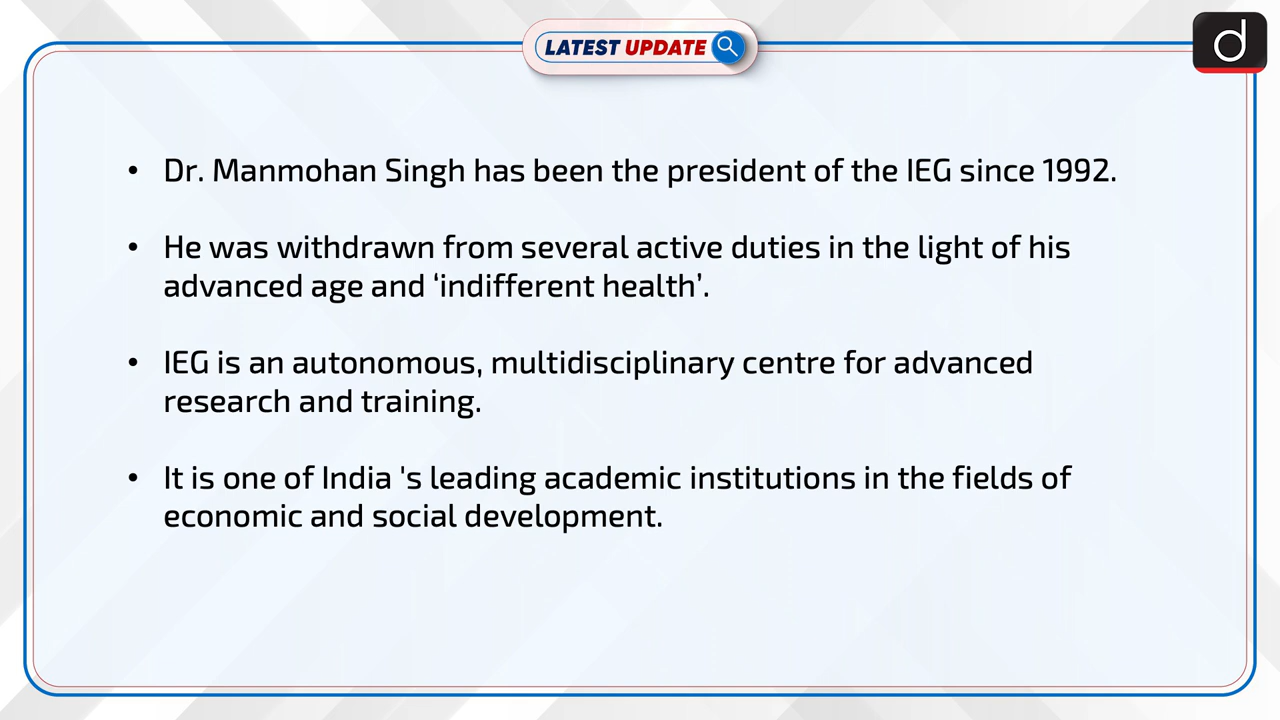 LATEST UPDATE
d
• Dr. Manmohan Singh has been the president of the IEG since 1992.
• He was withdrawn from several active duties in the light of his
advanced age and ‘indifferent health’.
• IEG is an autonomous, multidisciplinary centre for advanced
research and training.
• It is one of India 's leading academic institutions in the fields of
economic and social development.